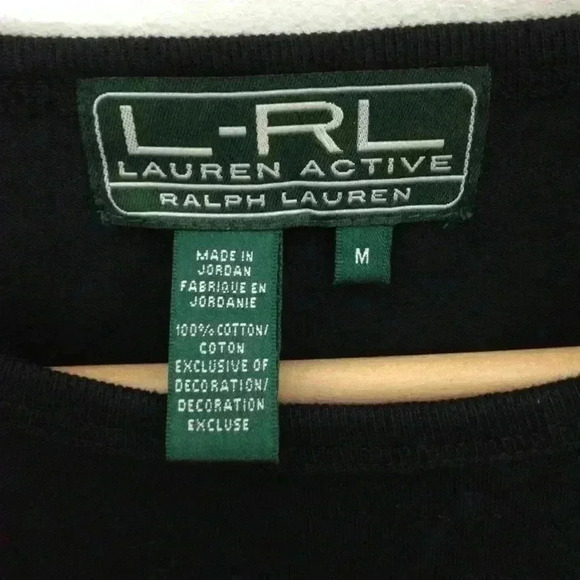 L-RL
LAUREN ACTIVE
RALPH LAUREN
M
MADE IN
JORDAN
FABRIQUE EN
JORDANIE
100% COTTON/
COTON
EXCLUSIVE OF
DECORATION/
DECORATION
EXCLUSE